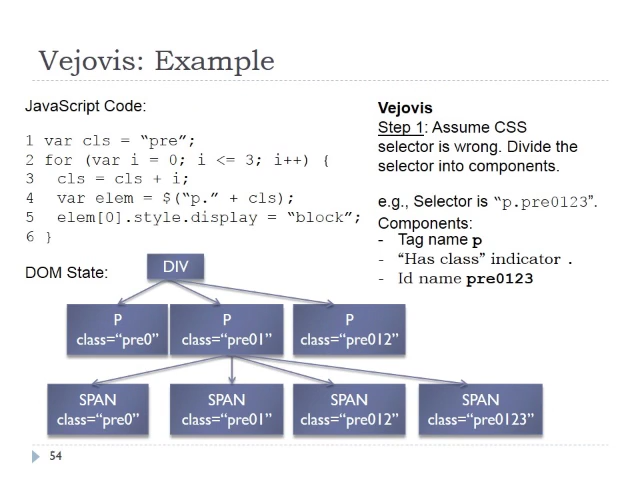 Vejovis: Example
JavaScript Code:
1 var cls = “pre”;
2 for (var i = 0; i <= 3; i++) {
3   cls = cls + i;
4   var elem = $(“p.” + cls);
5   elem[0].style.display = “block”;
6 }
Vejovis
Step 1: Assume CSS
selector is wrong. Divide the
selector into components.
e.g., Selector is “p.pre0123”.
Components:
- Tag name p
- “Has class” indicator .
- Id name pre0123
DOM State:
DIV
P
class=“pre0”
P
class=“pre01”
P
class=“pre012”
SPAN
class=“pre0”
SPAN
class=“pre01”
SPAN
class=“pre012”
SPAN
class=“pre0123”
54